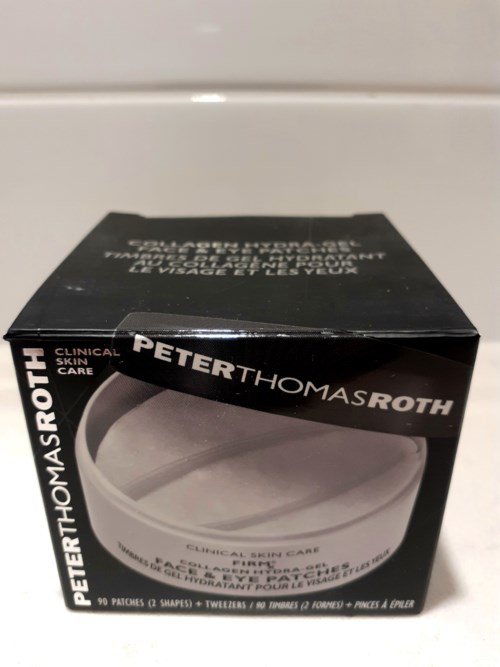 COLLAGEN HYDRA-GEL
FACE & EYE PATCHES
TIMBRES DE GEL HYDRATANT
AU COLLAGÈNE POUR
LE VISAGE ET LES YEUX
PETERTHOMASROTH
CLINICAL
SKIN
CARE
PETERTHOMASROTH
CLINICAL SKIN CARE
FIRMX
COLLAGEN HYDRA-GEL
FACE & EYE PATCHES
TIMBRES DE GEL HYDRATANT POUR LE VISAGE ET LES YEUX
90 PATCHES (2 SHAPES) + TWEEZERS / 90 TIMBRES (2 FORMES) + PINCES À ÉPILER